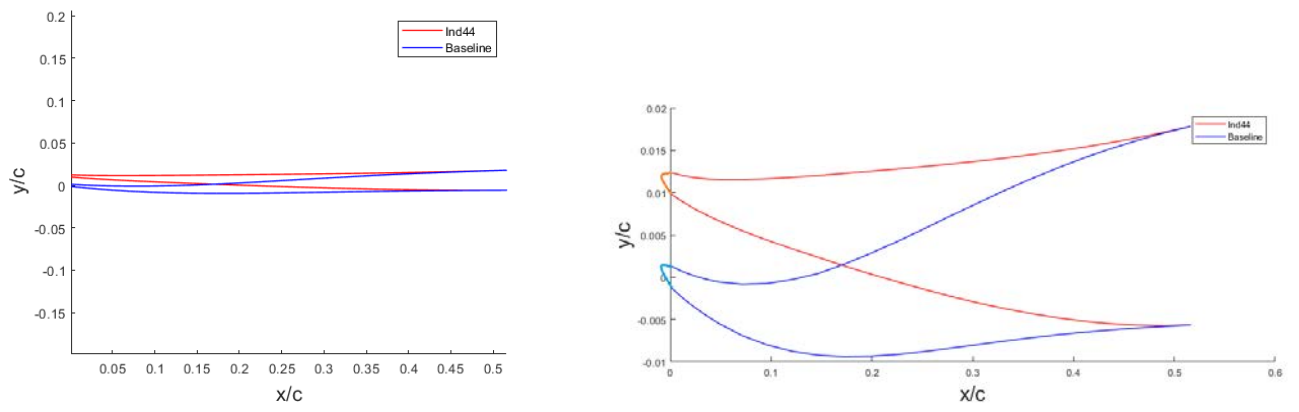 0.2
0.15
0.1
0.05
0
-0.05
-0.1
-0.15
y/c
0.05 0.1 0.15 0.2 0.25 0.3 0.35 0.4 0.45 0.5
x/c
Ind44
Baseline
0.02
0.015
0.01
0.005
0
-0.005
-0.01
y/c
0 0.1 0.2 0.3 0.4 0.5 0.6
x/c
Ind44
Baseline